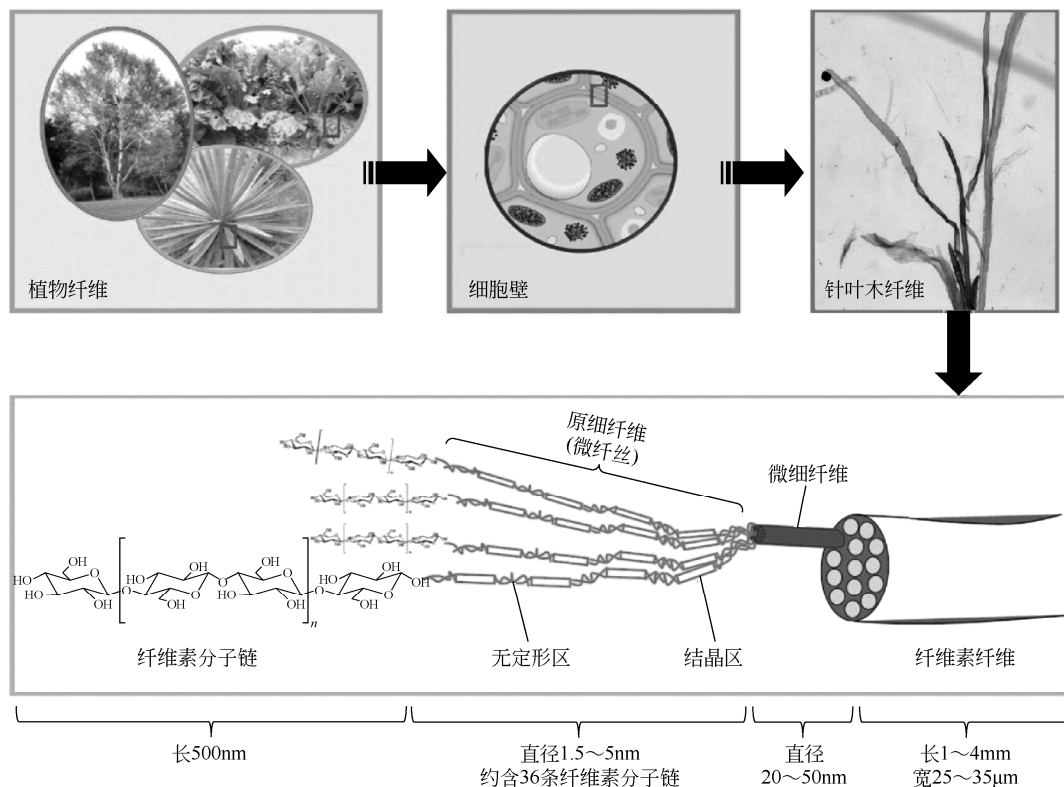 植物纤维
细胞壁
针叶木纤维
原细纤维
(微纤丝)
微细纤维
OH
HO
O
HO
OH
O
HO
OH
O
OH
O
OH
O
HO
OH
O
HO
OH
O
OH
OH
n
纤维素分子链
无定形区
结晶区
纤维素纤维
长500nm
直径1.5～5nm
约含36条纤维素分子链
直径
20～50nm
长1～4mm
宽25～35μm